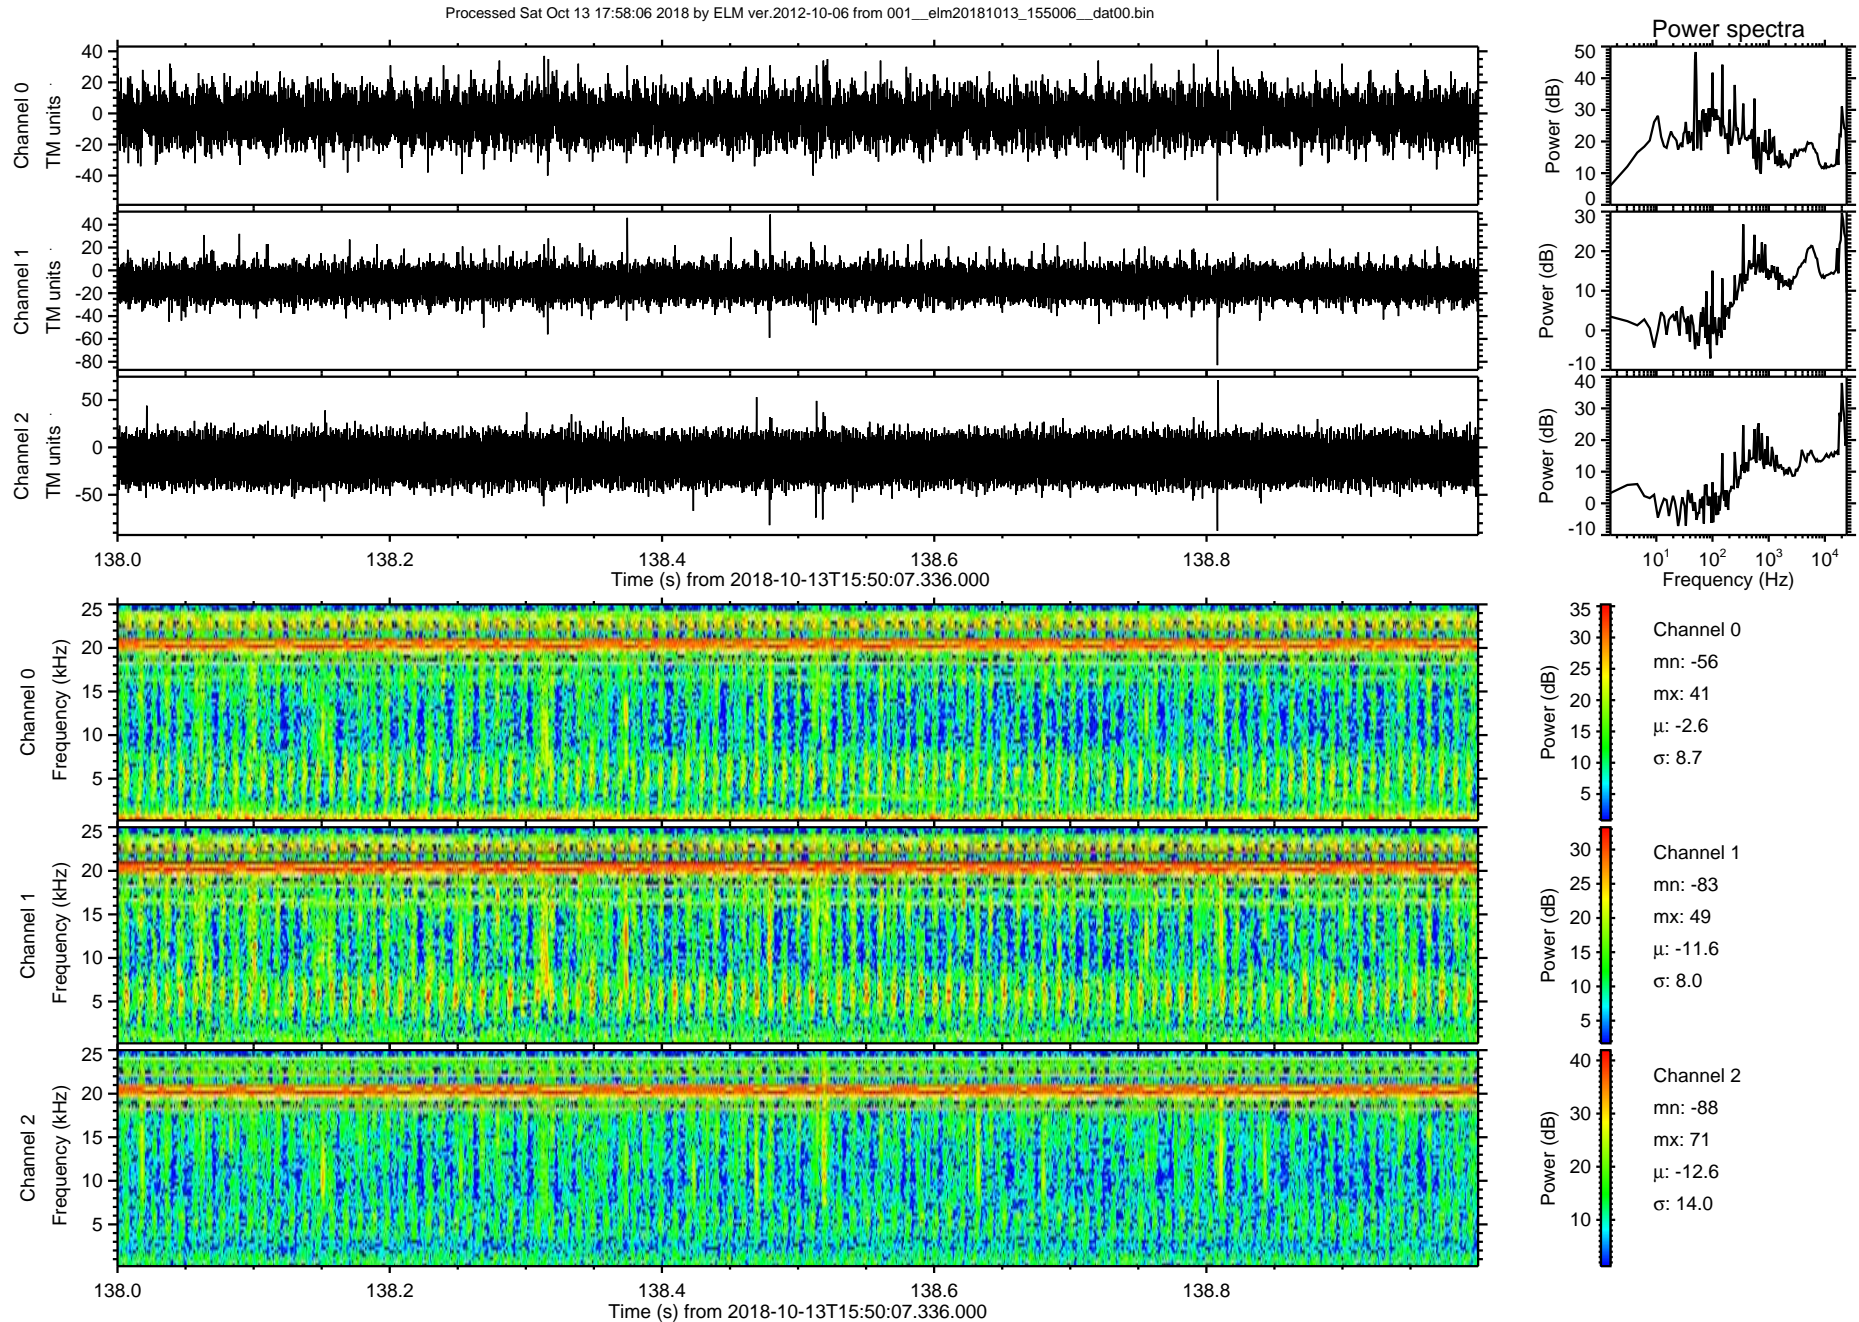 Processed Sat Oct 13 17:58:06 2018 by ELM ver.2012-10-06 from 001__elm20181013_155006__dat00.bin
Power spectra
Channel 0
TM units
40
20
0
-20
-40
Power (dB)
50
40
30
20
10
0
Channel 1
TM units
40
20
0
-20
-40
-60
-80
Power (dB)
30
20
10
0
-10
Channel 2
TM units
50
0
-50
Power (dB)
40
30
20
10
0
-10
138.0 138.2 138.4 138.6 138.8
Time (s) from 2018-10-13T15:50:07.336.000
10^1 10^2 10^3 10^4
Frequency (Hz)
Channel 0
Frequency (kHz)
25
20
15
10
5
Power (dB)
35
30
25
20
15
10
5
Channel 0
mn: -56
mx: 41
μ: -2.6
σ: 8.7
Channel 1
Frequency (kHz)
25
20
15
10
5
Power (dB)
30
25
20
15
10
5
Channel 1
mn: -83
mx: 49
μ: -11.6
σ: 8.0
Channel 2
Frequency (kHz)
25
20
15
10
5
Power (dB)
40
30
20
10
Channel 2
mn: -88
mx: 71
μ: -12.6
σ: 14.0
138.0 138.2 138.4 138.6 138.8
Time (s) from 2018-10-13T15:50:07.336.000